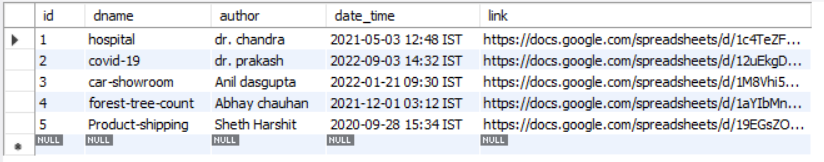 id dname author date_time link
1 hospital dr. chandra 2021-05-03 12:48 IST https://docs.google.com/spreadsheets/d/1c4TeZF...
2 covid-19 dr. prakash 2022-09-03 14:32 IST https://docs.google.com/spreadsheets/d/12uEkgD...
3 car-showroom Anil dasgupta 2022-01-21 09:30 IST https://docs.google.com/spreadsheets/d/1M8Vhi5...
4 forest-tree-count Abhay chauhan 2021-12-01 03:12 IST https://docs.google.com/spreadsheets/d/1aYIbMn...
5 Product-shipping Sheth Harshit 2020-09-28 15:34 IST https://docs.google.com/spreadsheets/d/19EGsZO...
NULL NULL NULL NULL NULL